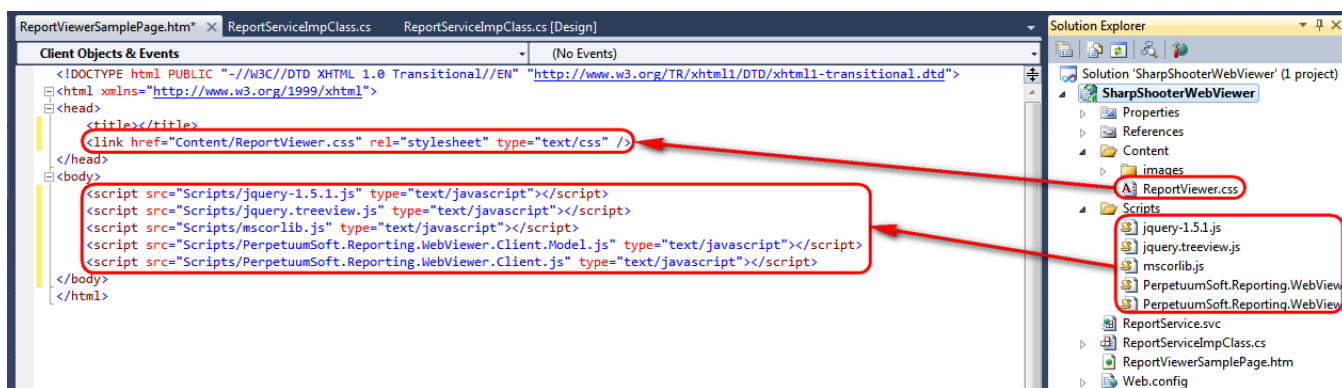 ReportViewerSamplePage.htm* ReportServiceImpClass.cs ReportServiceImpClass.cs [Design]
Client Objects & Events (No Events)
<!DOCTYPE html PUBLIC "-//W3C//DTD XHTML 1.0 Transitional//EN" "http://www.w3.org/TR/xhtml1/DTD/xhtml1-transitional.dtd">
<html xmlns="http://www.w3.org/1999/xhtml">
<head>
<title></title>
<link href="Content/ReportViewer.css" rel="stylesheet" type="text/css" />
</head>
<body>
<script src="Scripts/jquery-1.5.1.js" type="text/javascript"></script>
<script src="Scripts/jquery.treeview.js" type="text/javascript"></script>
<script src="Scripts/mscorlib.js" type="text/javascript"></script>
<script src="Scripts/PerpetuumSoft.Reporting.WebViewer.Client.Model.js" type="text/javascript"></script>
<script src="Scripts/PerpetuumSoft.Reporting.WebViewer.Client.js" type="text/javascript"></script>
</body>
</html>
Solution Explorer
Solution 'SharpShooterWebViewer' (1 project)
SharpShooterWebViewer
Properties
References
Content
images
ReportViewer.css
Scripts
jquery-1.5.1.js
jquery.treeview.js
mscorlib.js
PerpetuumSoft.Reporting.WebView
PerpetuumSoft.Reporting.WebView
ReportService.svc
ReportServiceImpClass.cs
ReportViewerSamplePage.htm
Web.config